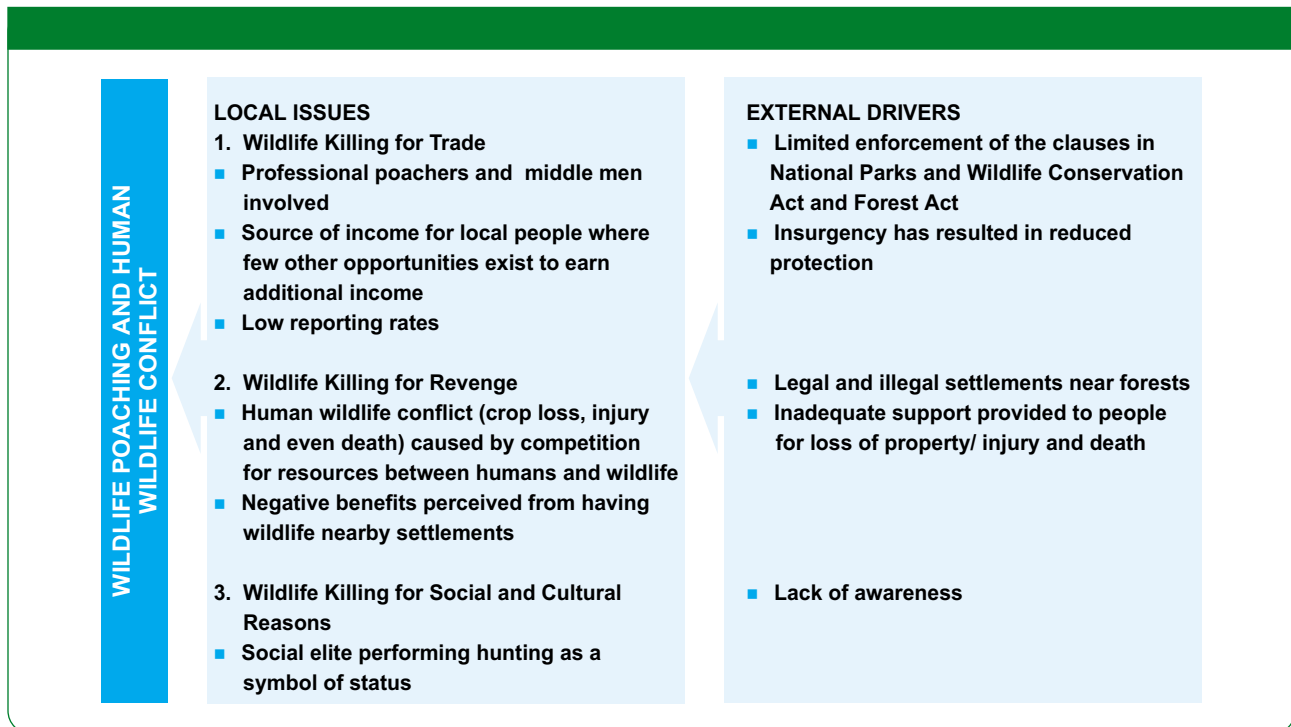 WILDLIFE POACHING AND HUMAN
WILDLIFE CONFLICT
LOCAL ISSUES
1. Wildlife Killing for Trade
■ Professional poachers and middle men
involved
■ Source of income for local people where
few other opportunities exist to earn
additional income
■ Low reporting rates
2. Wildlife Killing for Revenge
■ Human wildlife conflict (crop loss, injury
and even death) caused by competition
for resources between humans and wildlife
■ Negative benefits perceived from having
wildlife nearby settlements
3. Wildlife Killing for Social and Cultural
Reasons
■ Social elite performing hunting as a
symbol of status
EXTERNAL DRIVERS
■ Limited enforcement of the clauses in
National Parks and Wildlife Conservation
Act and Forest Act
■ Insurgency has resulted in reduced
protection
■ Legal and illegal settlements near forests
■ Inadequate support provided to people
for loss of property/ injury and death
■ Lack of awareness